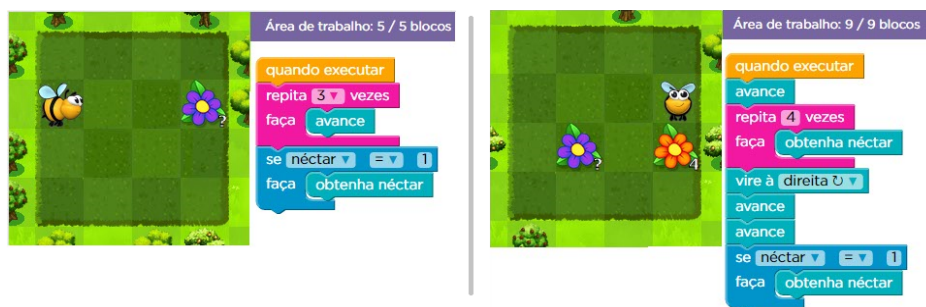 Área de trabalho: 5 / 5 blocos
quando executar
repita 3 vezes
faça avance
se néctar = 1
faça obtenha néctar
?
Área de trabalho: 9 / 9 blocos
quando executar
avance
repita 4 vezes
faça obtenha néctar
vire à direita ↻
avance
avance
se néctar = 1
faça obtenha néctar
? 4